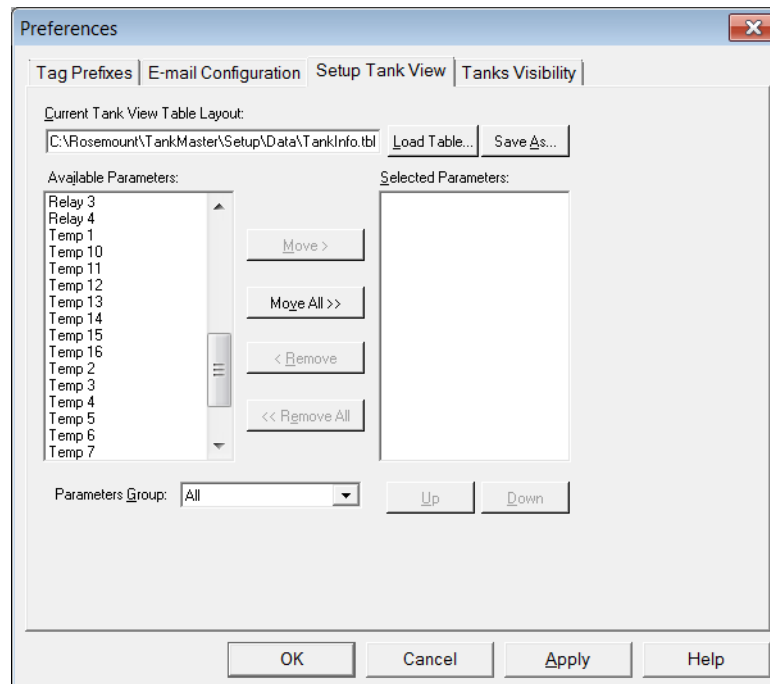 Preferences
Tag Prefixes E-mail Configuration Setup Tank View Tanks Visibility
Current Tank View Table Layout:
C:\Rosemount\TankMaster\Setup\Data\TankInfo.tbl Load Table... Save As...
Available Parameters:
Relay 3
Relay 4
Temp 1
Temp 10
Temp 11
Temp 12
Temp 13
Temp 14
Temp 15
Temp 16
Temp 2
Temp 3
Temp 4
Temp 5
Temp 6
Temp 7
Move >
Move All >>
< Remove
<< Remove All
Selected Parameters:
Parameters Group: All
Up Down
OK Cancel Apply Help